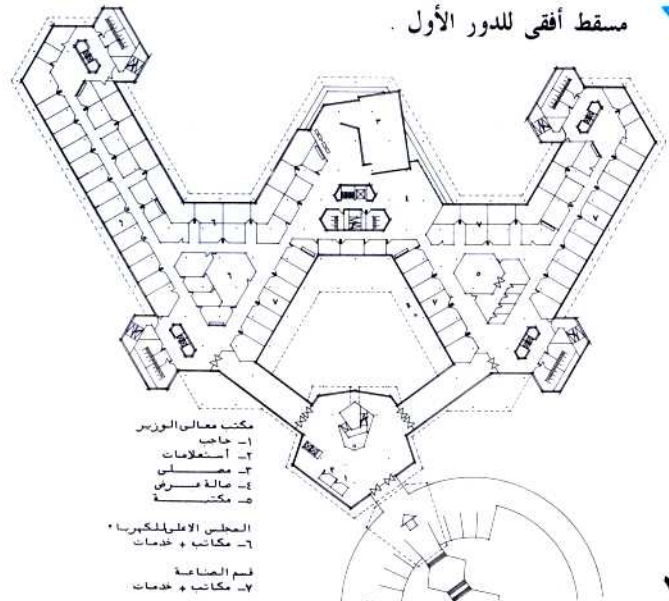 مسقط أفقى للدور الأول .
مكتب معالى الوزير
١- حاجب
٢- أستعلامات
٣- مصلى
٤- صالة عرض
٥- مكتبة
المجلس الاعلى للكهرباء
٦- مكاتب + خدمات
قسم الصناعة
٧- مكاتب + خدمات